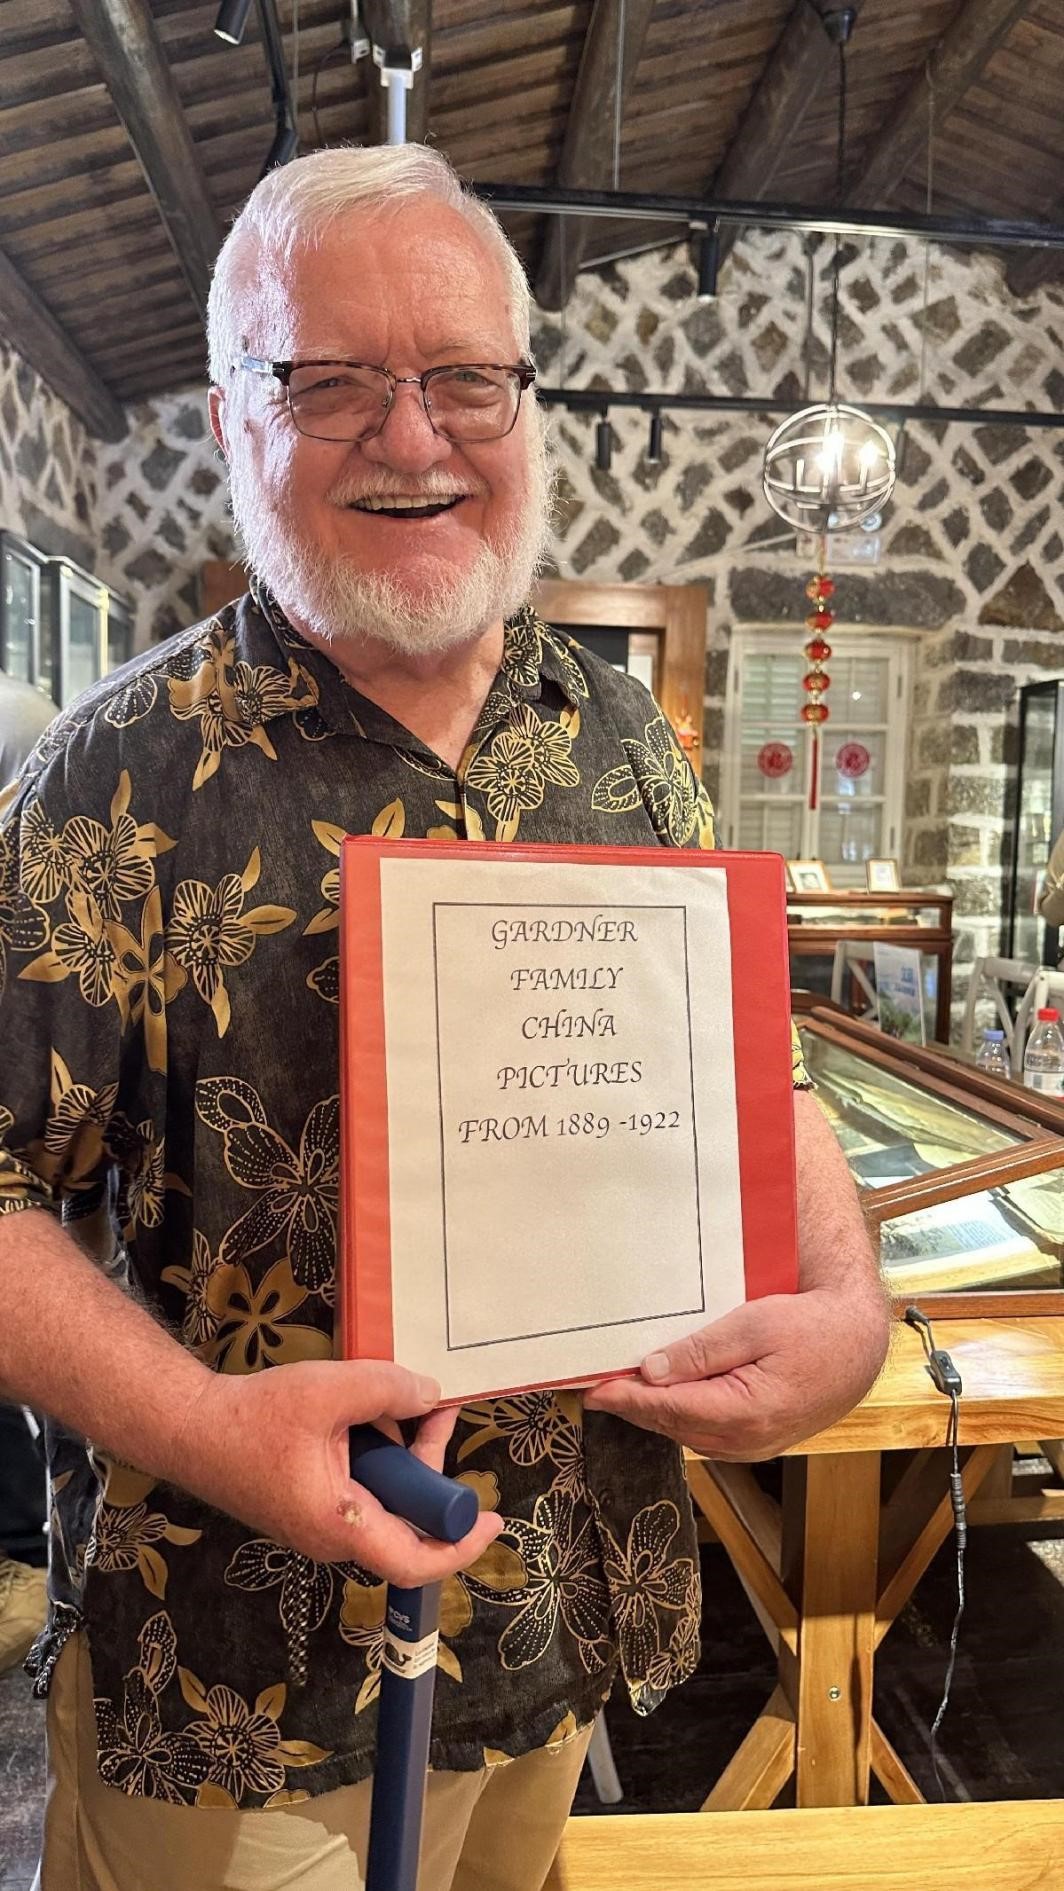 GARDNER
FAMILY
CHINA
PICTURES
FROM 1889 -1922